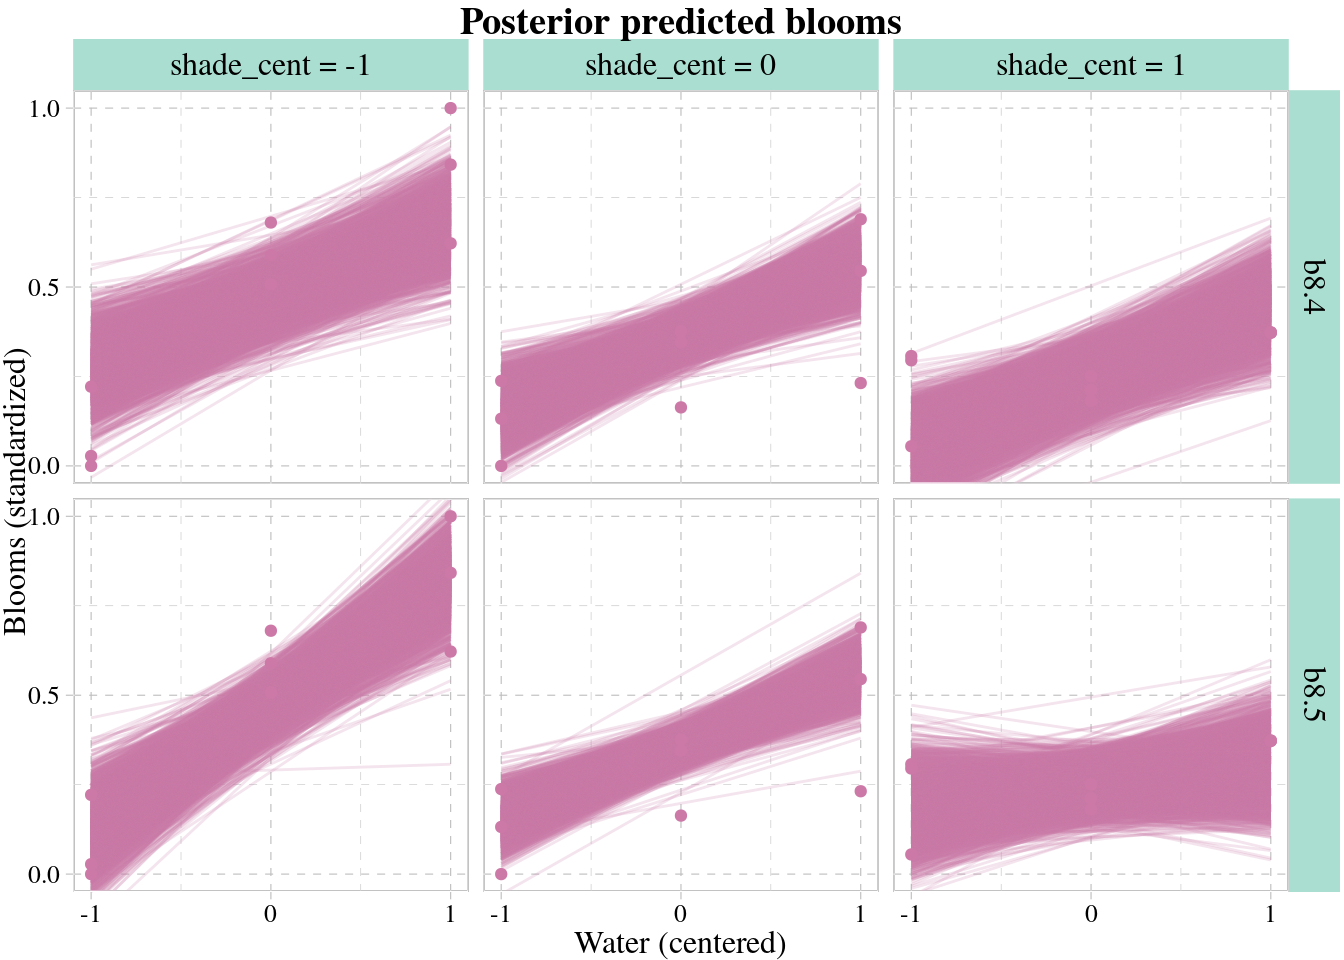 Posterior predicted blooms
shade_cent = -1
shade_cent = 0
shade_cent = 1
1.0
0.5
0.0
b8.4
1.0
0.5
0.0
b8.5
Blooms (standardized)
-1
0
1
-1
0
1
-1
0
1
Water (centered)